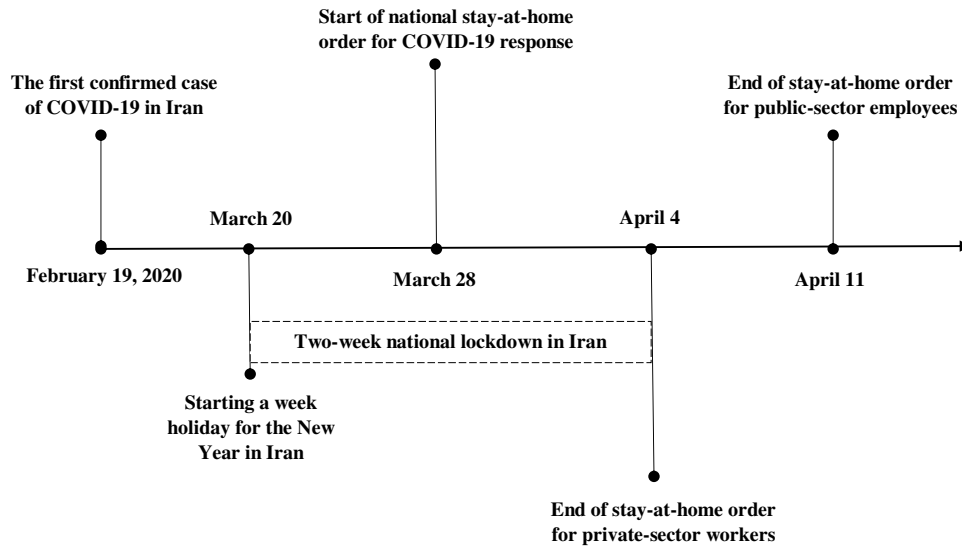 Start of national stay-at-home
order for COVID-19 response
The first confirmed case
of COVID-19 in Iran
End of stay-at-home order
for public-sector employees
March 20
April 4
February 19, 2020
March 28
April 11
Two-week national lockdown in Iran
Starting a week
holiday for the New
Year in Iran
End of stay-at-home order
for private-sector workers